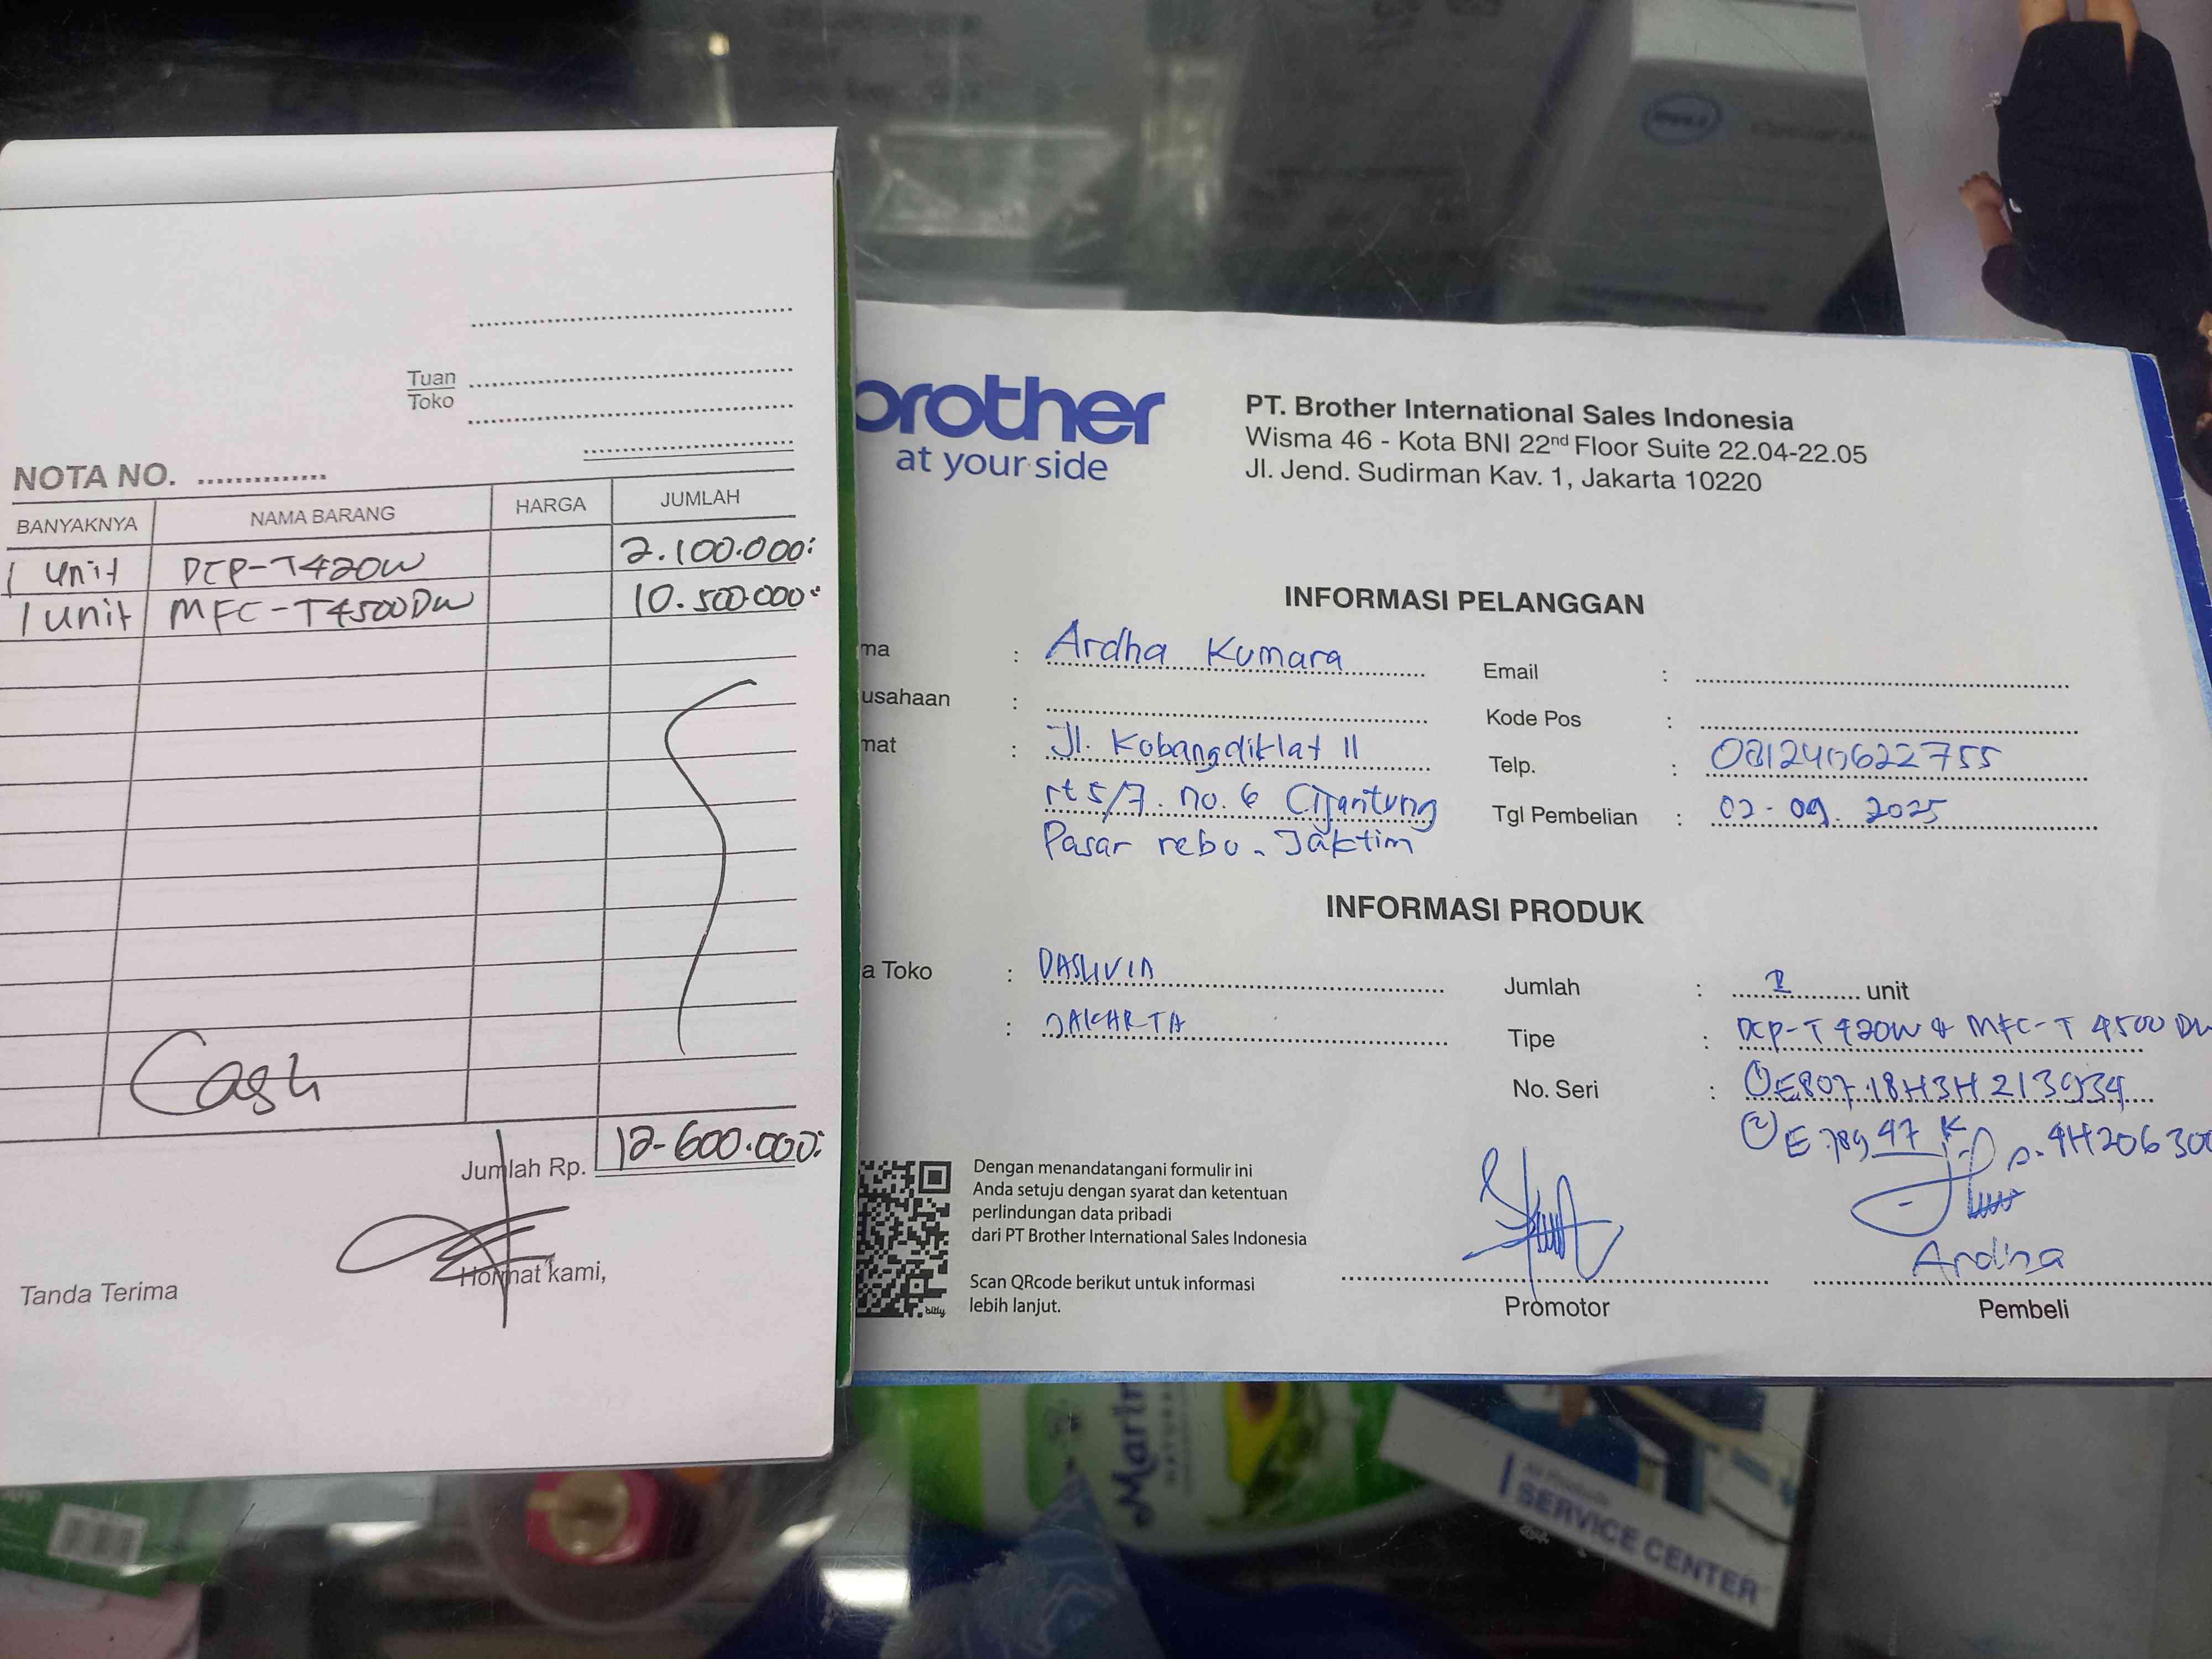 Tuan
Toko
NOTA NO. ..............
BANYAKNYA NAMA BARANG HARGA JUMLAH
1 unit DCP-T420W 2.100.000:
1 unit MFC-T4500DW 10.500.000:
Cash
Jumlah Rp. 12.600.000:
Tanda Terima Hormat kami,
brother
at your side
PT. Brother International Sales Indonesia
Wisma 46 - Kota BNI 22nd Floor Suite 22.04-22.05
Jl. Jend. Sudirman Kav. 1, Jakarta 10220
INFORMASI PELANGGAN
ma : Ardha Kumara
usahaan :
mat : Jl. Kobangdiklat II
rt 5/7. no. 6 Cijantung
Pasar rebo - Jaktim
Email :
Kode Pos :
Telp. : 081240622755
Tgl Pembelian : 02-09. 2025
INFORMASI PRODUK
a Toko :
: JAKARTA
Jumlah : unit
Tipe : DCP-T420W & MFC-T4500DW
No. Seri : ① E80718H3H213934
② 4H20630
Dengan menandatangani formulir ini
Anda setuju dengan syarat dan ketentuan
perlindungan data pribadi
dari PT Brother International Sales Indonesia
Scan QRcode berikut untuk informasi
lebih lanjut.
bitly
Promotor
Ardha
Pembeli
DELL
SERVICE CENTER